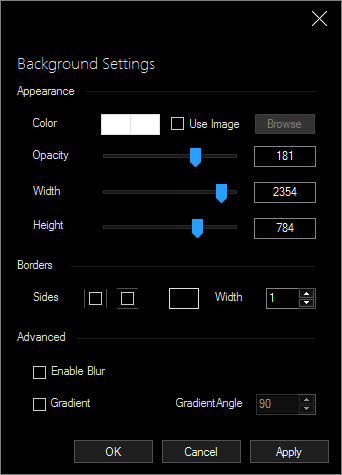 Background Settings
Appearance
Color Use Image Browse
Opacity 181
Width 2354
Height 784
Borders
Sides Width 1
Advanced
Enable Blur
Gradient GradientAngle 90
OK Cancel Apply